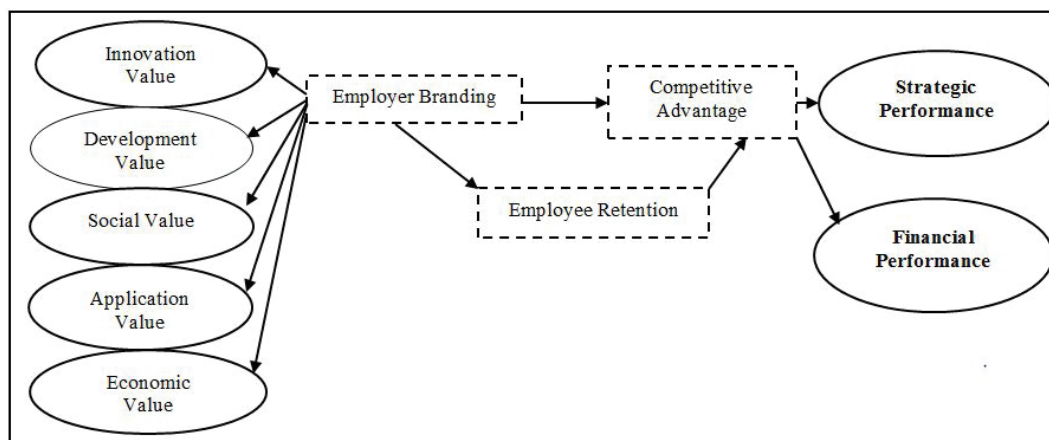 Innovation
Value
Development
Value
Social Value
Application
Value
Economic
Value
Employer Branding
Employee Retention
Competitive
Advantage
Strategic
Performance
Financial
Performance